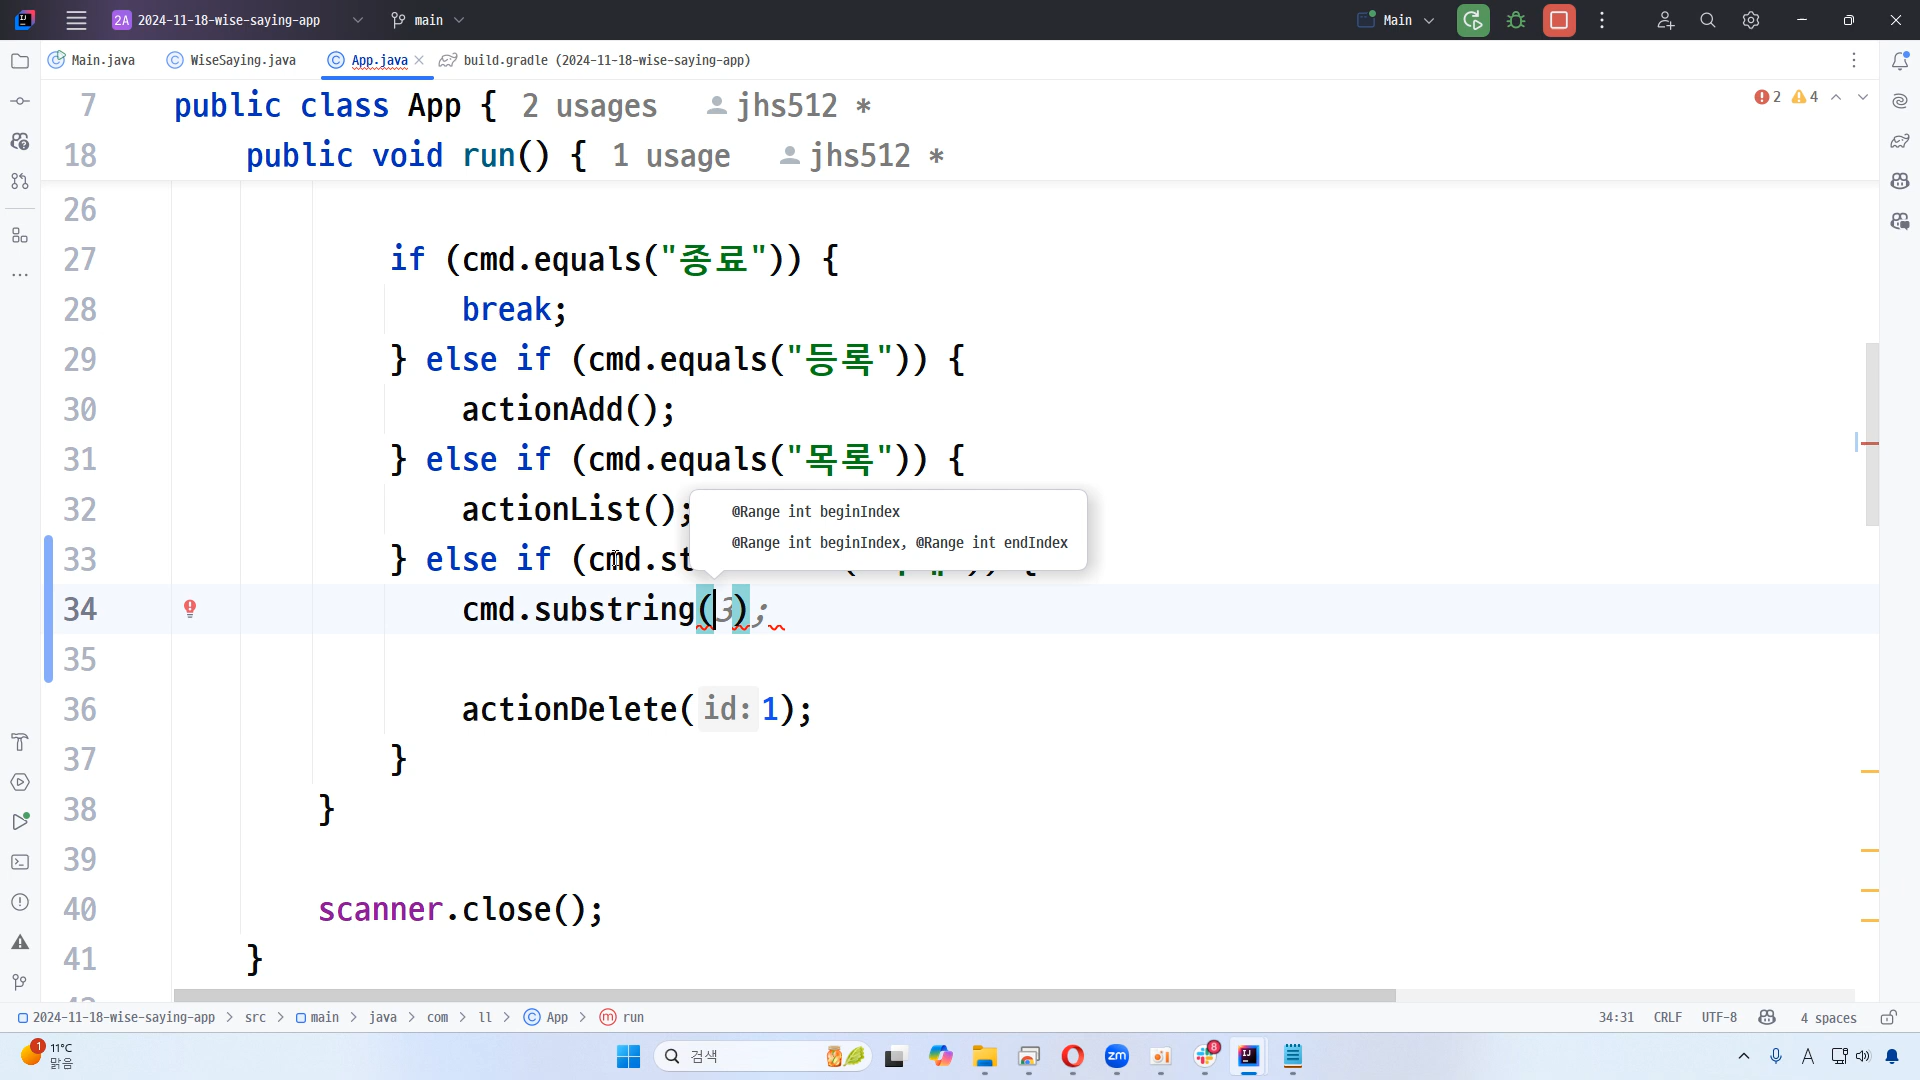 2A 2024-11-18-wise-saying-app main Main
Main.java WiseSaying.java App.java build.gradle (2024-11-18-wise-saying-app)
7 public class App { 2 usages jhs512 *
2 4
18 public void run() { 1 usage jhs512 *
26
27 if (cmd.equals("종료")) {
28 break;
29 } else if (cmd.equals("등록")) {
30 actionAdd();
31 } else if (cmd.equals("목록")) {
32 actionList();
@Range int beginIndex
@Range int beginIndex, @Range int endIndex
33 } else if (cmd.st
34 cmd.substring(3);
35
36 actionDelete( id: 1);
37 }
38 }
39
40 scanner.close();
41 }
2024-11-18-wise-saying-app > src > main > java > com > ll > App > run
34:31 CRLF UTF-8 4 spaces
1 11°C
맑음
검색
zm
8
A